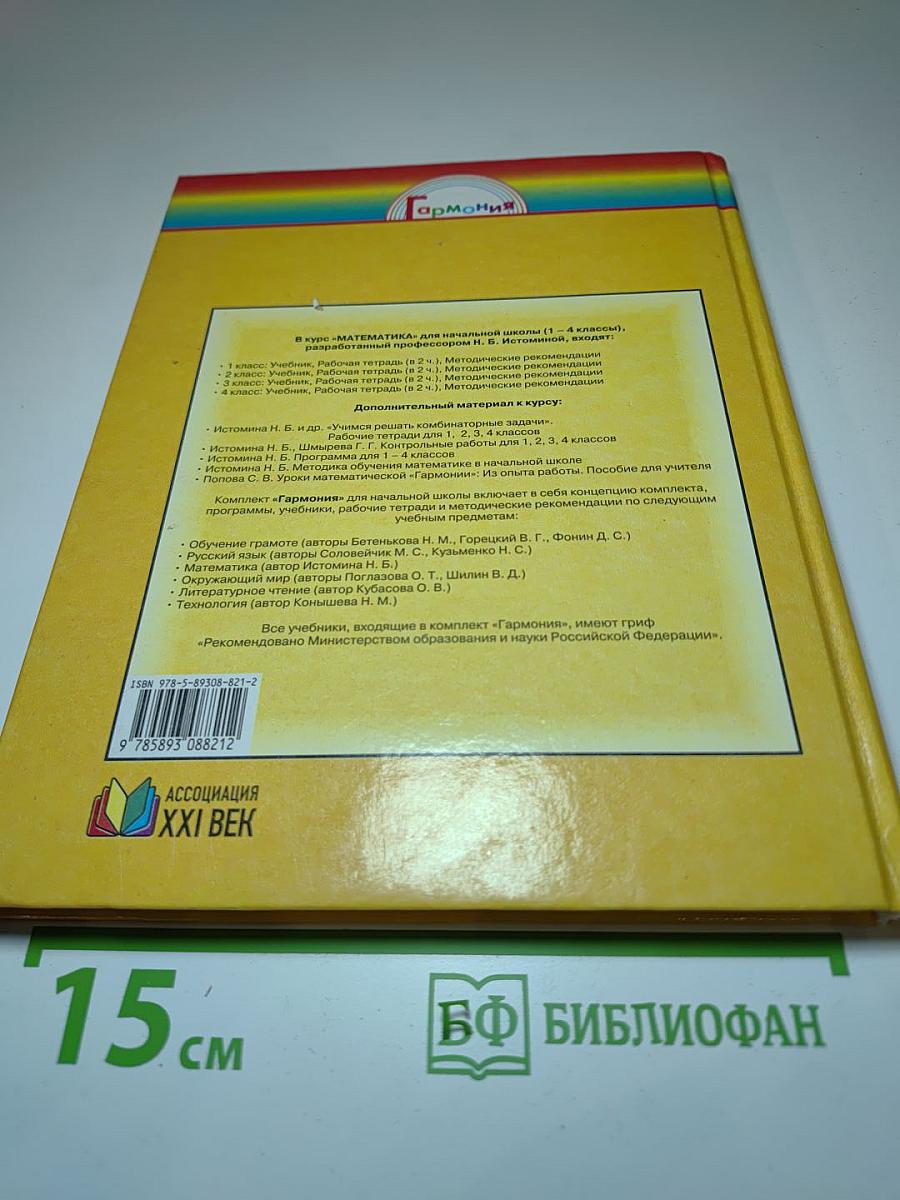 Гармония
В курс «МАТЕМАТИКА» для начальной школы (1 – 4 классы),
разработанный профессором Н. Б. Истоминой, входят:
• 1 класс: Учебник, Рабочая тетрадь (в 2 ч.), Методические рекомендации
• 2 класс: Учебник, Рабочая тетрадь (в 2 ч.), Методические рекомендации
• 3 класс: Учебник, Рабочая тетрадь (в 2 ч.), Методические рекомендации
• 4 класс: Учебник, Рабочая тетрадь (в 2 ч.), Методические рекомендации
Дополнительный материал к курсу:
• Истомина Н. Б. и др. «Учимся решать комбинаторные задачи».
Рабочие тетради для 1, 2, 3, 4 классов
• Истомина Н. Б., Шмырева Г. Г. Контрольные работы для 1, 2, 3, 4 классов
• Истомина Н. Б. Программа для 1 – 4 классов
• Истомина Н. Б. Методика обучения математике в начальной школе
• Попова С. В. Уроки математической «Гармонии»: Из опыта работы. Пособие для учителя
Комплект «Гармония» для начальной школы включает в себя концепцию комплекта,
программы, учебники, рабочие тетради и методические рекомендации по следующим
учебным предметам:
• Обучение грамоте (авторы Бетенькова Н. М., Горецкий В. Г., Фонин Д. С.)
• Русский язык (авторы Соловейчик М. С., Кузьменко Н. С.)
• Математика (автор Истомина Н. Б.)
• Окружающий мир (авторы Поглазова О. Т., Шилин В. Д.)
• Литературное чтение (автор Кубасова О. В.)
• Технология (автор Конышева Н. М.)
Все учебники, входящие в комплект «Гармония», имеют гриф
«Рекомендовано Министерством образования и науки Российской Федерации».
ISBN 978-5-89308-821-2
9 785893 088212
АССОЦИАЦИЯ
XXI ВЕК
15 см
БФ БИБЛИОФАН